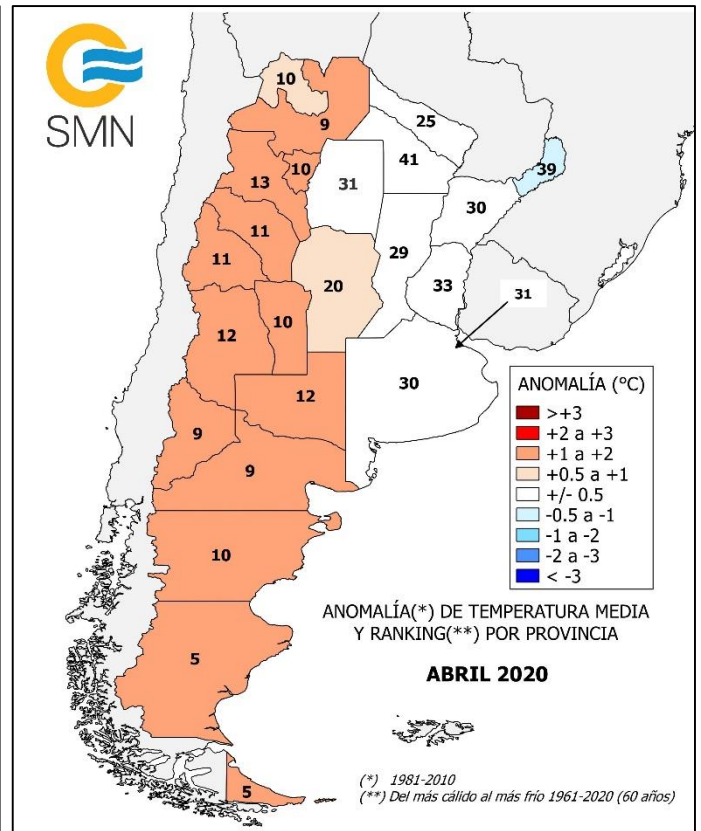 SMN
10
9
25
41
10
39
13
31
30
11
29
11
33
20
31
12
10
30
12
9
9
10
5
5
ANOMALÍA (°C)
>+3
+2 a +3
+1 a +2
+0.5 a +1
+/- 0.5
-0.5 a -1
-1 a -2
-2 a -3
< -3
ANOMALÍA(*) DE TEMPERATURA MEDIA
Y RANKING(**) POR PROVINCIA
ABRIL 2020
(*) 1981-2010
(**) Del más cálido al más frío 1961-2020 (60 años)